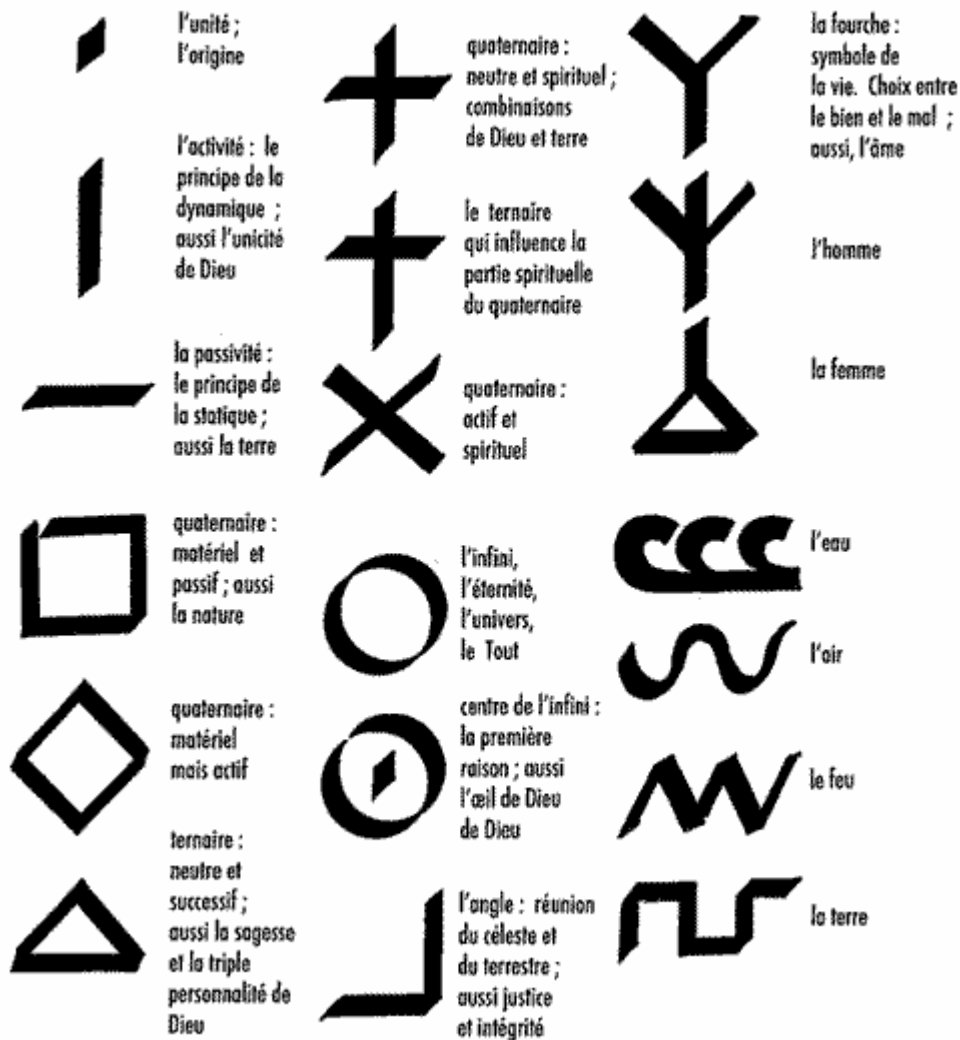 l'unité ;
l'origine
l'activité : le
principe de la
dynamique ;
aussi l'unicité
de Dieu
la passivité :
le principe de
la statique ;
aussi la terre
quaternaire :
matériel et
passif ; aussi
la nature
quaternaire :
matériel
mais actif
ternaire :
neutre et
successif ;
aussi la sagesse
et la triple
personnalité de
Dieu
quaternaire :
neutre et spirituel ;
combinaisons
de Dieu et terre
le ternaire
qui influence la
partie spirituelle
du quaternaire
quaternaire :
actif et
spirituel
l'infini,
l'éternité,
l'univers,
le Tout
centre de l'infini :
la première
raison ; aussi
l'œil de Dieu
de Dieu
l'angle : réunion
du céleste et
du terrestre ;
aussi justice
et intégrité
la fourche :
symbole de
la vie. Choix entre
le bien et le mal ;
aussi, l'âme
l'homme
la femme
l'eau
l'air
le feu
la terre